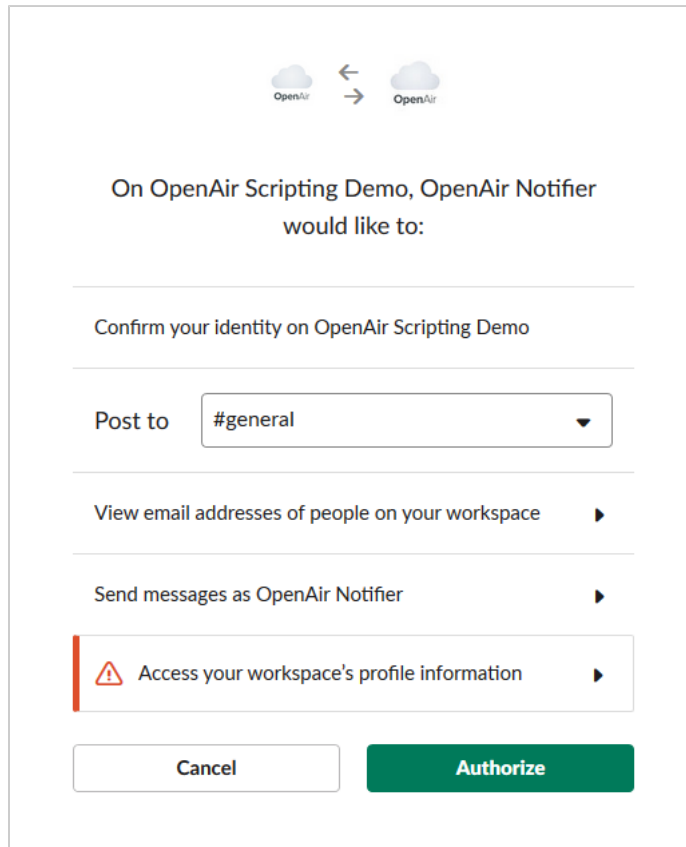 OpenAir
OpenAir
On OpenAir Scripting Demo, OpenAir Notifier
would like to:
Confirm your identity on OpenAir Scripting Demo
Post to #general
View email addresses of people on your workspace
Send messages as OpenAir Notifier
Access your workspace's profile information
Cancel
Authorize